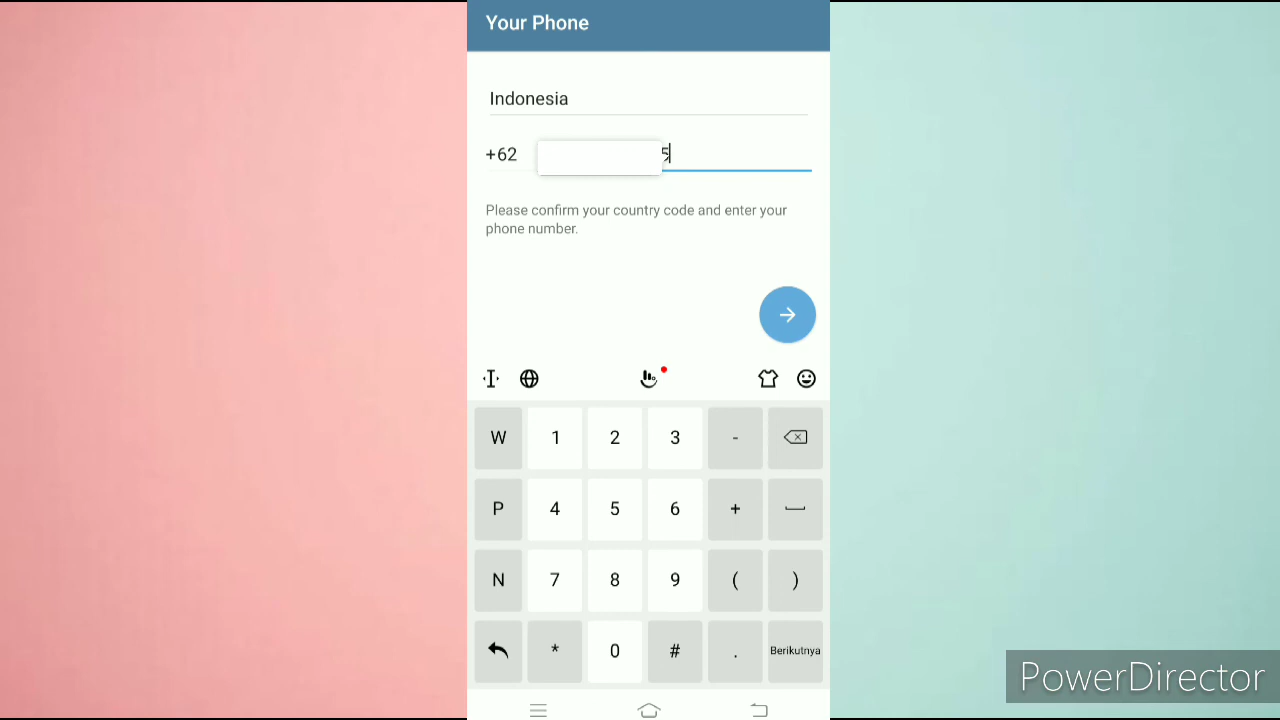 Your Phone
Indonesia
+62 5
Please confirm your country code and enter your
phone number.
W 1 2 3 -
P 4 5 6 +
N 7 8 9 ( )
* 0 # . Berikutnya
PowerDirector